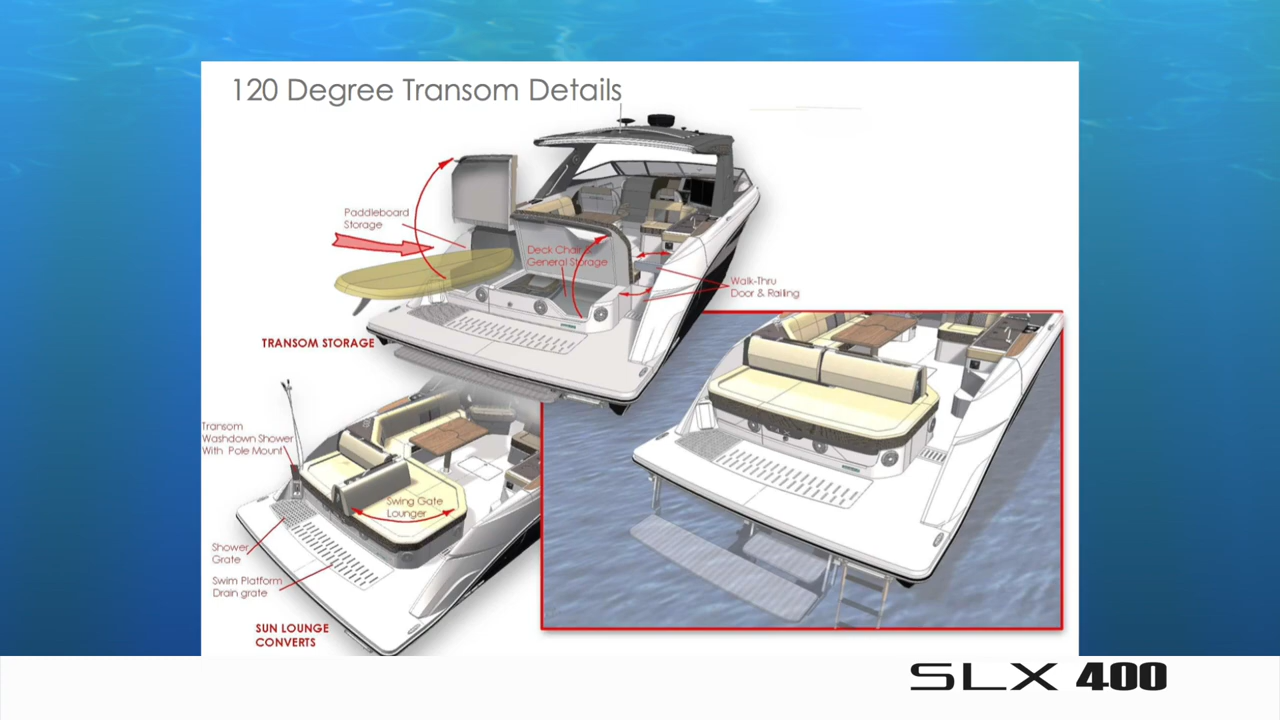 120 Degree Transom Details
Paddleboard
Storage
Deck Chair &
General Storage
Walk-Thru
Door & Railing
TRANSOM STORAGE
Transom
Washdown Shower
With Pole Mount
Swing Gate
Lounger
Shower
Grate
Swim Platform
Drain grate
SUN LOUNGE
CONVERTS
SLX 400